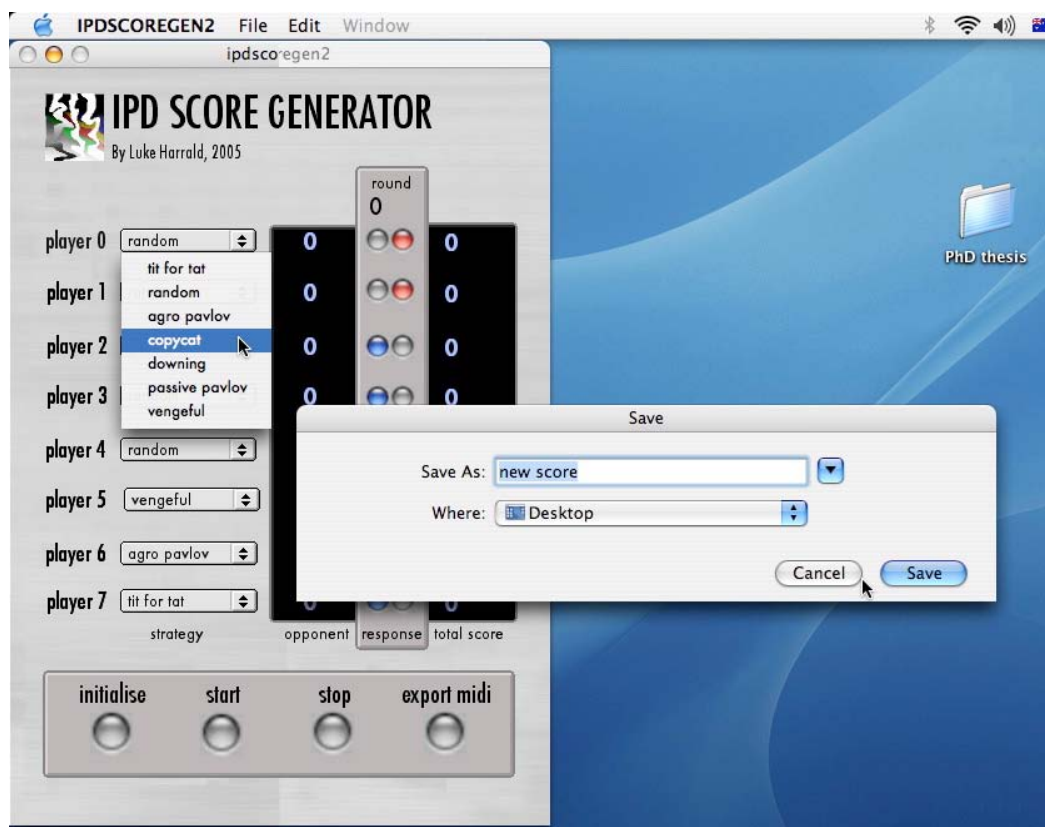 IPDSCOREGEN2 File Edit Window
ipdscoregen2
IPD SCORE GENERATOR
By Luke Harrald, 2005
round
0
player 0 random 0 0
tit for tat
random
agro pavlov
copycat
downing
passive pavlov
vengeful
player 1 0 0
player 2 0 0
player 3 0 0
player 4 random
player 5 vengeful
player 6 agro pavlov
player 7 tit for tat 0 0
strategy opponent response total score
initialise start stop export midi
PhD thesis
Save
Save As: new score
Where: Desktop
Cancel Save